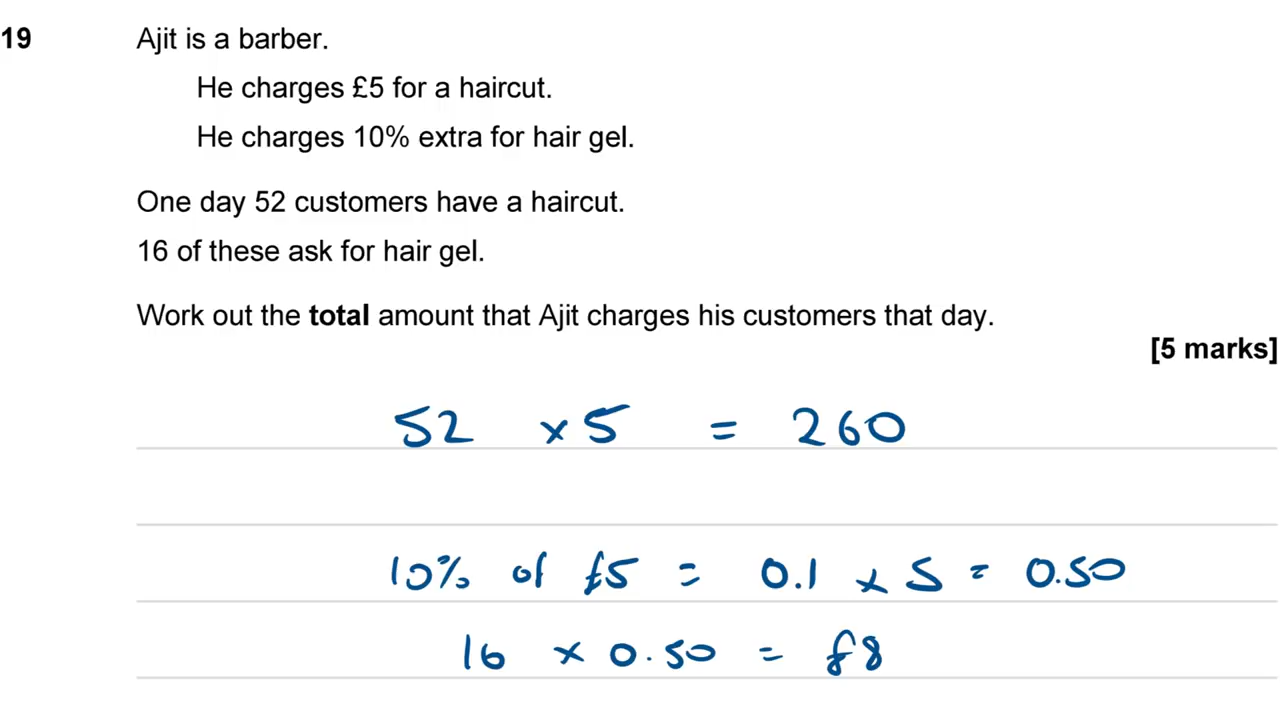 19 Ajit is a barber.
He charges £5 for a haircut.
He charges 10% extra for hair gel.
One day 52 customers have a haircut.
16 of these ask for hair gel.
Work out the total amount that Ajit charges his customers that day.
[5 marks]
52 × 5 = 260
10% of £5 = 0.1 × 5 = 0.50
16 × 0.50 = £8